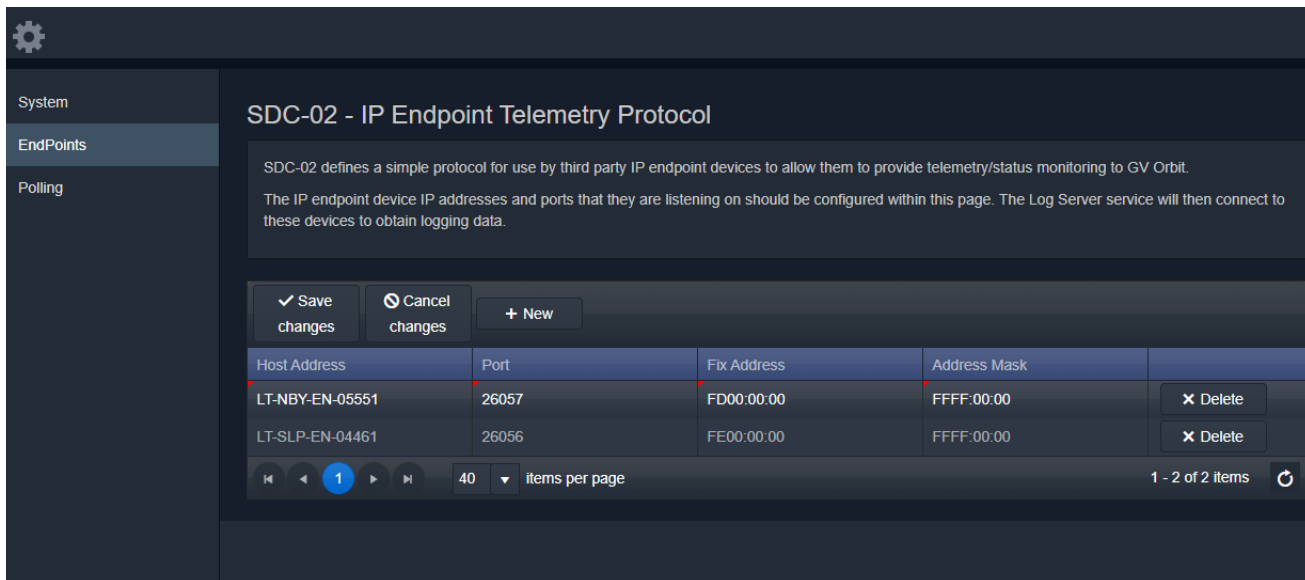 System
EndPoints
Polling
SDC-02 - IP Endpoint Telemetry Protocol
SDC-02 defines a simple protocol for use by third party IP endpoint devices to allow them to provide telemetry/status monitoring to GV Orbit.
The IP endpoint device IP addresses and ports that they are listening on should be configured within this page. The Log Server service will then connect to
these devices to obtain logging data.
Save changes
Cancel changes
+ New
Host Address Port Fix Address Address Mask
LT-NBY-EN-05551 26057 FD00:00:00 FFFF:00:00 Delete
LT-SLP-EN-04461 26056 FE00:00:00 FFFF:00:00 Delete
1 40 items per page 1 - 2 of 2 items